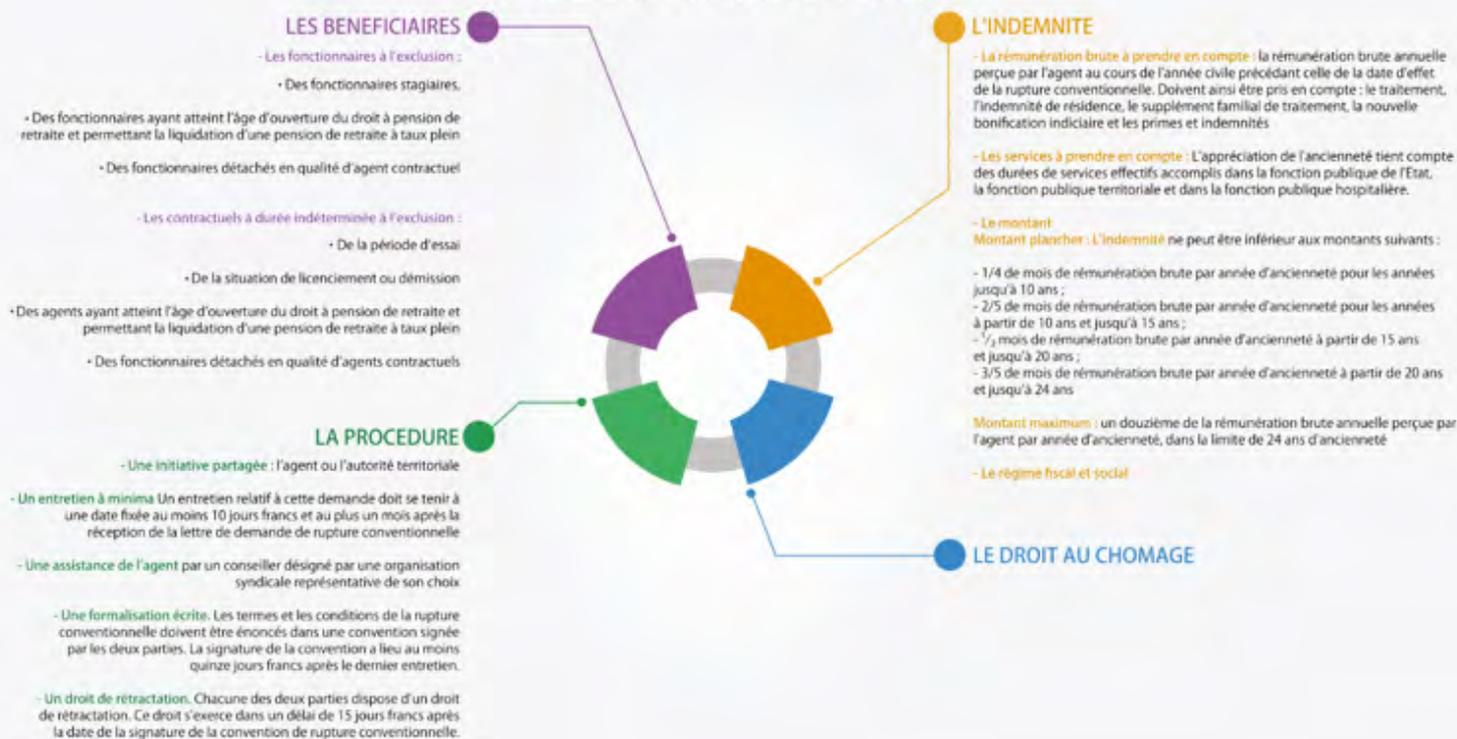 LES BENEFICIAIRES
- Les fonctionnaires à l'exclusion :
• Des fonctionnaires stagiaires,
• Des fonctionnaires ayant atteint l'âge d'ouverture du droit à pension de
retraite et permettant la liquidation d'une pension de retraite à taux plein
• Des fonctionnaires détachés en qualité d'agent contractuel
- Les contractuels à durée indéterminée à l'exclusion :
• De la période d'essai
• De la situation de licenciement ou démission
• Des agents ayant atteint l'âge d'ouverture du droit à pension de retraite et
permettant la liquidation d'une pension de retraite à taux plein
• Des fonctionnaires détachés en qualité d'agents contractuels
LA PROCEDURE
- Une initiative partagée : l'agent ou l'autorité territoriale
- Un entretien à minima Un entretien relatif à cette demande doit se tenir à
une date fixée au moins 10 jours francs et au plus un mois après la
réception de la lettre de demande de rupture conventionnelle
- Une assistance de l'agent par un conseiller désigné par une organisation
syndicale représentative de son choix
- Une formalisation écrite. Les termes et les conditions de la rupture
conventionnelle doivent être énoncés dans une convention signée
par les deux parties. La signature de la convention a lieu au moins
quinze jours francs après le dernier entretien.
- Un droit de rétractation. Chacune des deux parties dispose d'un droit
de rétractation. Ce droit s'exerce dans un délai de 15 jours francs après
la date de la signature de la convention de rupture conventionnelle.
L'INDEMNITE
- La rémunération brute à prendre en compte : la rémunération brute annuelle
perçue par l'agent au cours de l'année civile précédant celle de la date d'effet
de la rupture conventionnelle. Doivent ainsi être pris en compte : le traitement,
l'indemnité de résidence, le supplément familial de traitement, la nouvelle
bonification indiciaire et les primes et indemnités
- Les services à prendre en compte : L'appréciation de l'ancienneté tient compte
des durées de services effectifs accomplis dans la fonction publique de l'Etat,
la fonction publique territoriale et dans la fonction publique hospitalière.
- Le montant
Montant plancher : L'indemnité ne peut être inférieur aux montants suivants :
- 1/4 de mois de rémunération brute par année d'ancienneté pour les années
jusqu'à 10 ans ;
- 2/5 de mois de rémunération brute par année d'ancienneté pour les années
à partir de 10 ans et jusqu'à 15 ans ;
- 1/2 mois de rémunération brute par année d'ancienneté à partir de 15 ans
et jusqu'à 20 ans ;
- 3/5 de mois de rémunération brute par année d'ancienneté à partir de 20 ans
et jusqu'à 24 ans
Montant maximum : un douzième de la rémunération brute annuelle perçue par
l'agent par année d'ancienneté, dans la limite de 24 ans d'ancienneté
- Le régime fiscal et social
LE DROIT AU CHOMAGE